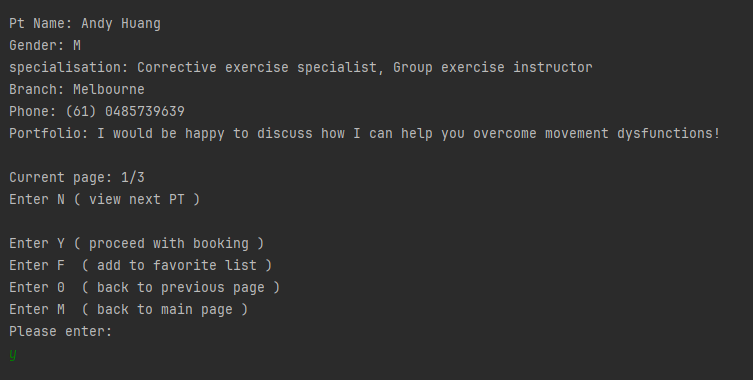 Pt Name: Andy Huang
Gender: M
specialisation: Corrective exercise specialist, Group exercise instructor
Branch: Melbourne
Phone: (61) 0485739639
Portfolio: I would be happy to discuss how I can help you overcome movement dysfunctions!
Current page: 1/3
Enter N ( view next PT )
Enter Y ( proceed with booking )
Enter F  ( add to favorite list )
Enter 0  ( back to previous page )
Enter M  ( back to main page )
Please enter:
y